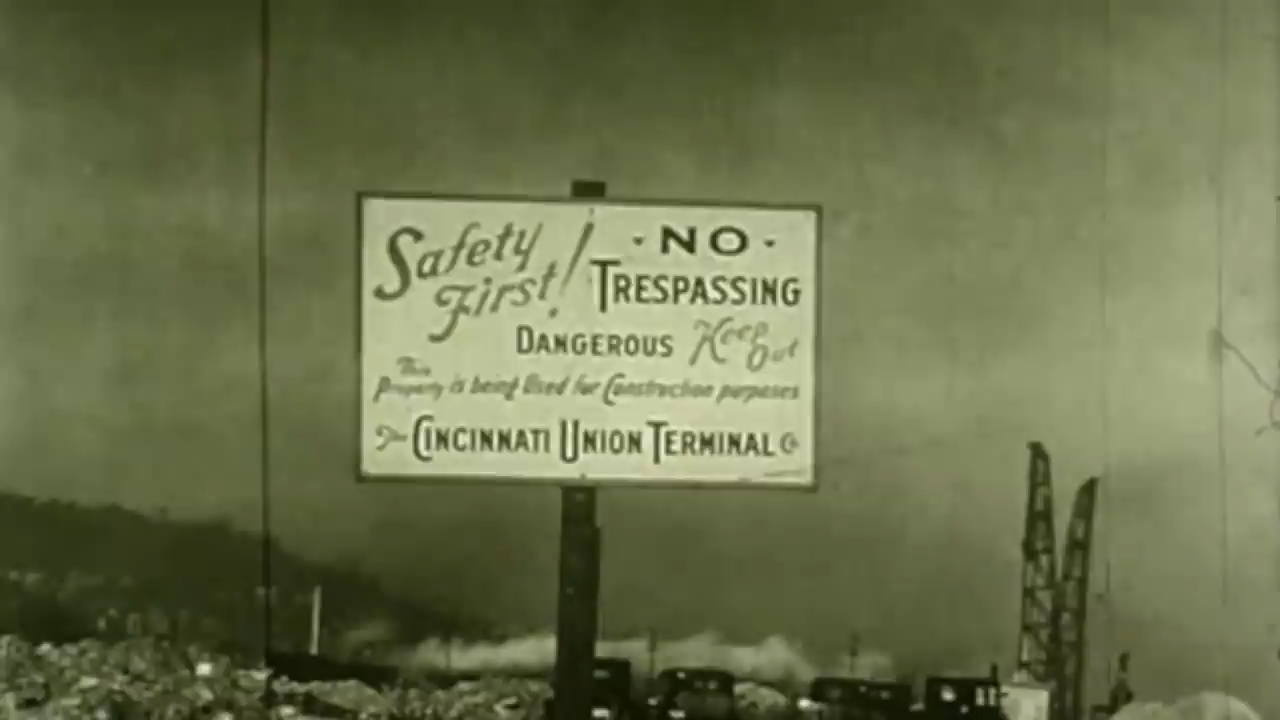 Safety First! · NO ·
TRESPASSING
DANGEROUS Keep Out
This Property is being Used for Construction purposes
The CINCINNATI UNION TERMINAL Co